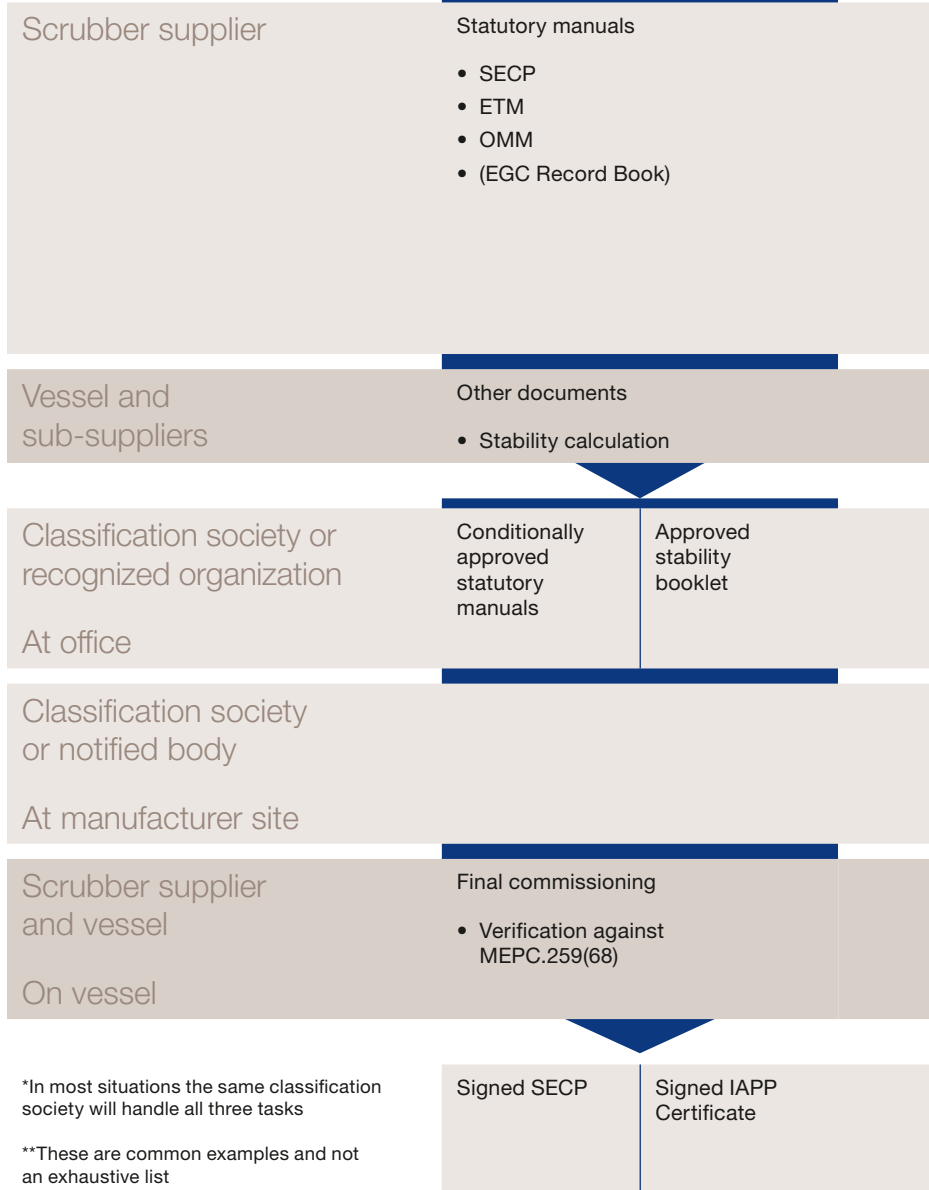 Scrubber supplier
Statutory manuals
• SECP
• ETM
• OMM
• (EGC Record Book)
Vessel and
sub-suppliers
Other documents
• Stability calculation
Classification society or
recognized organization
At office
Conditionally
approved
statutory
manuals
Approved
stability
booklet
Classification society
or notified body
At manufacturer site
Scrubber supplier
and vessel
On vessel
Final commissioning
• Verification against
MEPC.259(68)
*In most situations the same classification
society will handle all three tasks
**These are common examples and not
an exhaustive list
Signed SECP
Signed IAPP
Certificate